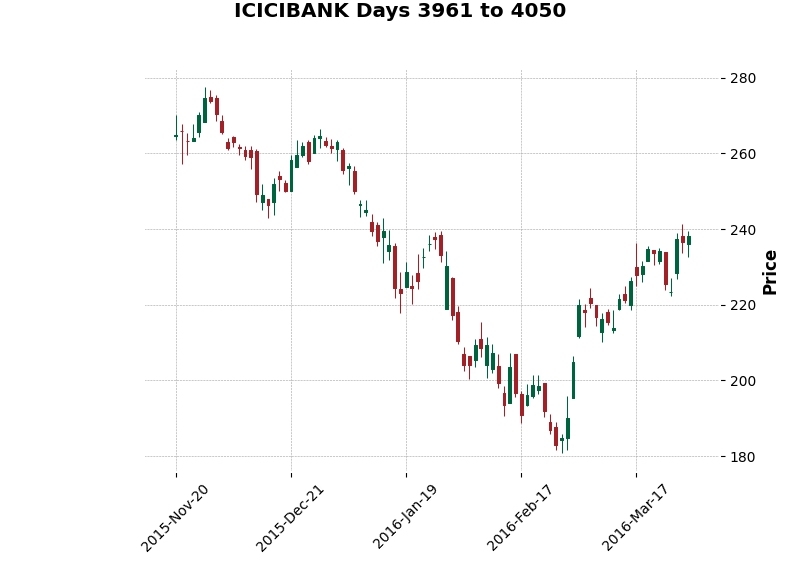 ICICIBANK Days 3961 to 4050
280
260
240
220
200
180
Price
2015-Nov-20
2015-Dec-21
2016-Jan-19
2016-Feb-17
2016-Mar-17